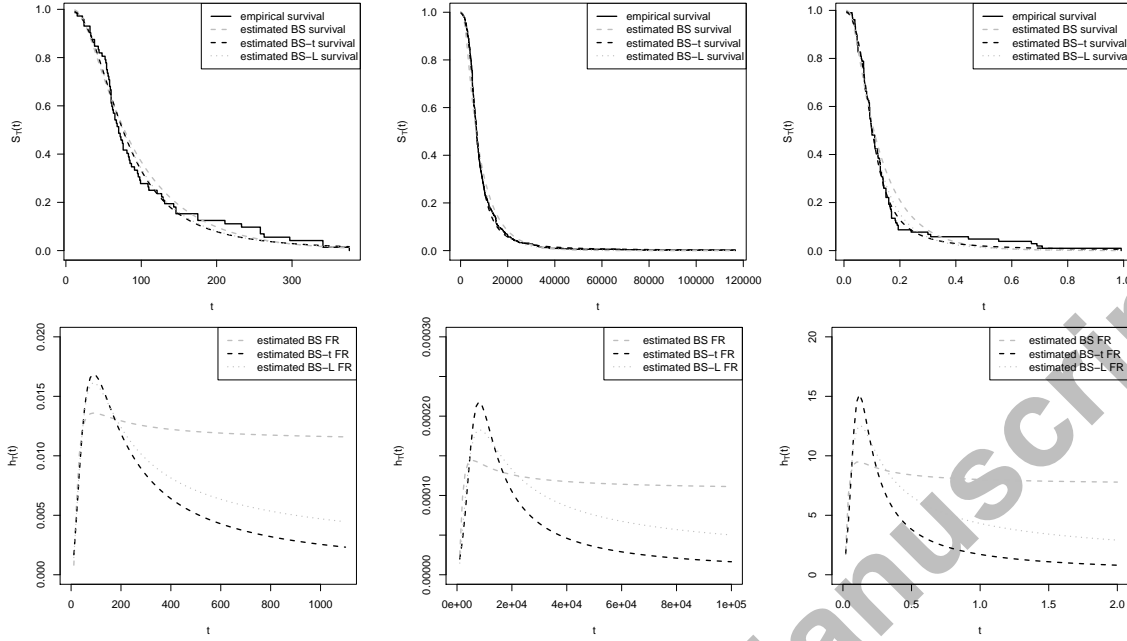 empirical survival
estimated BS survival
estimated BS−t survival
estimated BS−L survival
S_T(t)
0.0 0.2 0.4 0.6 0.8 1.0
0 100 200 300
t
empirical survival
estimated BS survival
estimated BS−t survival
estimated BS−L survival
S_T(t)
0.0 0.2 0.4 0.6 0.8 1.0
0 20000 40000 60000 80000 100000 120000
t
empirical survival
estimated BS survival
estimated BS−t survival
estimated BS−L survival
S_T(t)
0.0 0.2 0.4 0.6 0.8 1.0
0.0 0.2 0.4 0.6 0.8 1.0
t
estimated BS FR
estimated BS−t FR
estimated BS−L FR
h_T(t)
0.000 0.005 0.010 0.015 0.020
0 200 400 600 800 1000
t
estimated BS FR
estimated BS−t FR
estimated BS−L FR
h_T(t)
0.00000 0.00010 0.00020 0.00030
0e+00 2e+04 4e+04 6e+04 8e+04 1e+05
t
estimated BS FR
estimated BS−t FR
estimated BS−L FR
h_T(t)
0 5 10 15 20
0.0 0.5 1.0 1.5 2.0
t